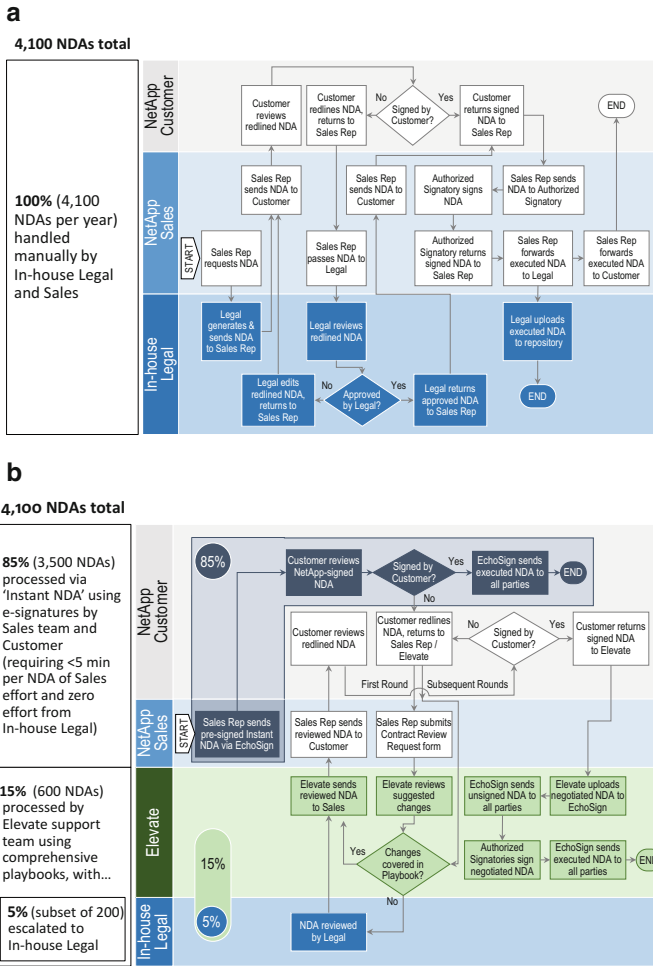 a
4,100 NDAs total
100% (4,100
NDAs per year)
handled
manually by
In-house Legal
and Sales
NetApp
Customer
Customer
reviews
redlined NDA
Customer
redlines NDA,
returns to
Sales Rep
No
Signed by
Customer?
Yes
Customer
returns signed
NDA to
Sales Rep
END
NetApp
Sales
START
Sales Rep
requests NDA
Sales Rep
sends NDA to
Customer
Sales Rep
passes NDA to
Legal
Sales Rep
sends NDA to
Customer
Authorized
Signatory signs
NDA
Sales Rep sends
NDA to Authorized
Signatory
Authorized
Signatory returns
signed NDA to
Sales Rep
Sales Rep
forwards
executed NDA
to Legal
Sales Rep
forwards
executed NDA
to Customer
In-house
Legal
Legal
generates &
sends NDA
to Sales Rep
Legal reviews
redlined NDA
Legal uploads
executed NDA
to repository
Legal edits
redlined NDA,
returns to
Sales Rep
No
Approved
by Legal?
Yes
Legal returns
approved NDA
to Sales Rep
END
b
4,100 NDAs total
85% (3,500 NDAs)
processed via
‘Instant NDA’ using
e-signatures by
Sales team and
Customer
(requiring <5 min
per NDA of Sales
effort and zero
effort from
In-house Legal)
15% (600 NDAs)
processed by
Elevate support
team using
comprehensive
playbooks, with...
5% (subset of 200)
escalated to
In-house Legal
NetApp
Customer
85%
Customer reviews
NetApp-signed
NDA
Signed by
Customer?
Yes
EchoSign sends
executed NDA to
all parties
END
No
Customer reviews
redlined NDA
Customer redlines
NDA, returns to
Sales Rep /
Elevate
No
Signed by
Customer?
Yes
Customer returns
signed NDA
to Elevate
First Round
Subsequent Rounds
NetApp
Sales
START
Sales Rep sends
pre-signed Instant
NDA via EchoSign
Sales Rep sends
reviewed NDA to
Customer
Sales Rep submits
Contract Review
Request form
Elevate
Elevate sends
reviewed NDA
to Sales
Elevate reviews
suggested
changes
EchoSign sends
unsigned NDA to
all parties
Elevate uploads
negotiated NDA to
EchoSign
15%
Yes
Changes
covered in
Playbook?
Authorized
Signatories sign
negotiated NDA
EchoSign sends
executed NDA to
all parties
END
No
In-house
Legal
5%
NDA reviewed
by Legal